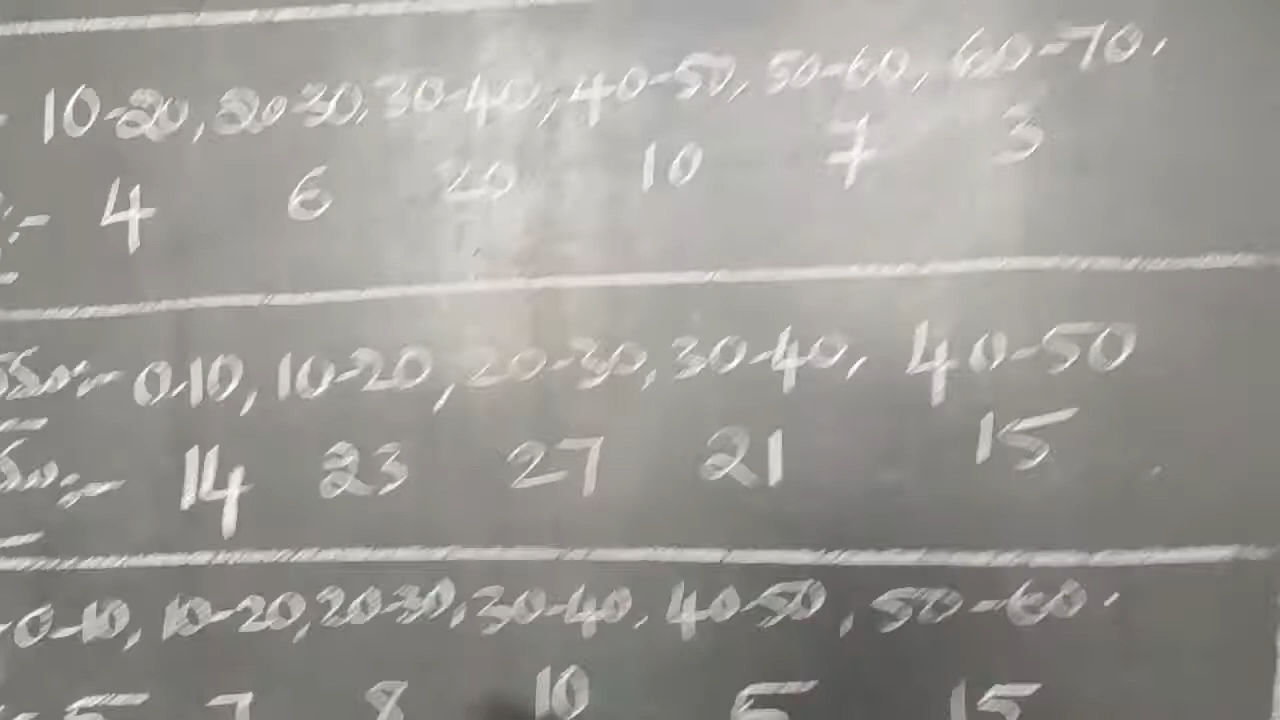 10-20, 20-30, 30-40, 40-50, 50-60, 60-70.
:- 4 6 20 10 7 3
:- 0-10, 10-20, 20-30, 30-40, 40-50
:- 14 23 27 21 15
0-10, 10-20, 20-30, 30-40, 40-50, 50-60.
5 7 8 10 5 15